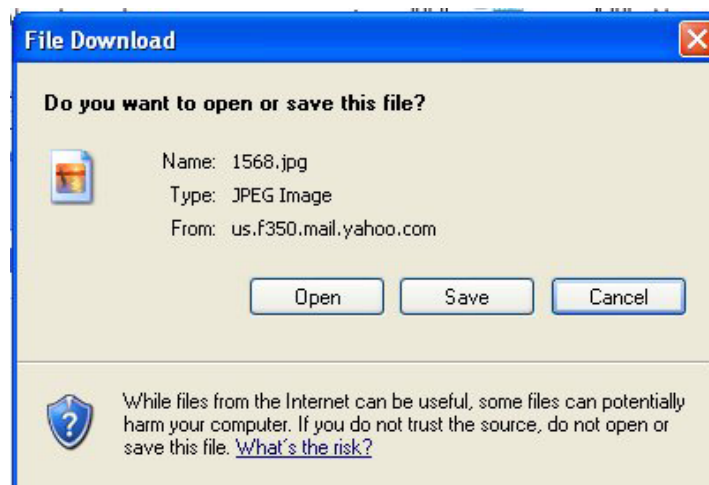 File Download
Do you want to open or save this file?
Name: 1568.jpg
Type: JPEG Image
From: us.f350.mail.yahoo.com
Open Save Cancel
While files from the Internet can be useful, some files can potentially
harm your computer. If you do not trust the source, do not open or
save this file. What's the risk?